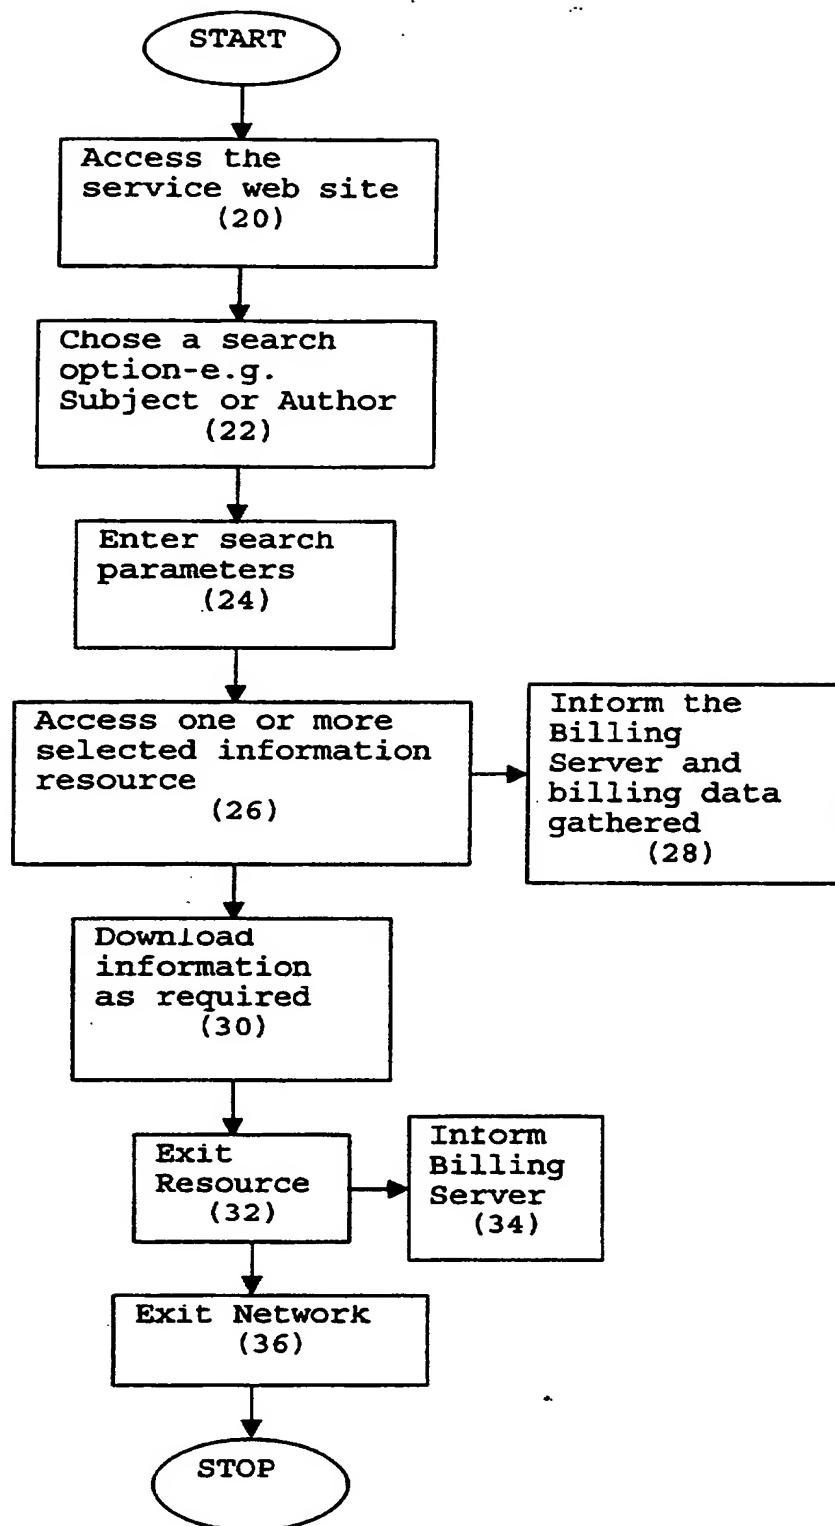 START
Access the
service web site
(20)
Chose a search
option-e.g.
Subject or Author
(22)
Enter search
parameters
(24)
Access one or more
selected information
resource
(26)
Inform the
Billing
Server and
billing data
gathered
(28)
Download
information
as required
(30)
Exit
Resource
(32)
Inform
Billing
Server
(34)
Exit Network
(36)
STOP